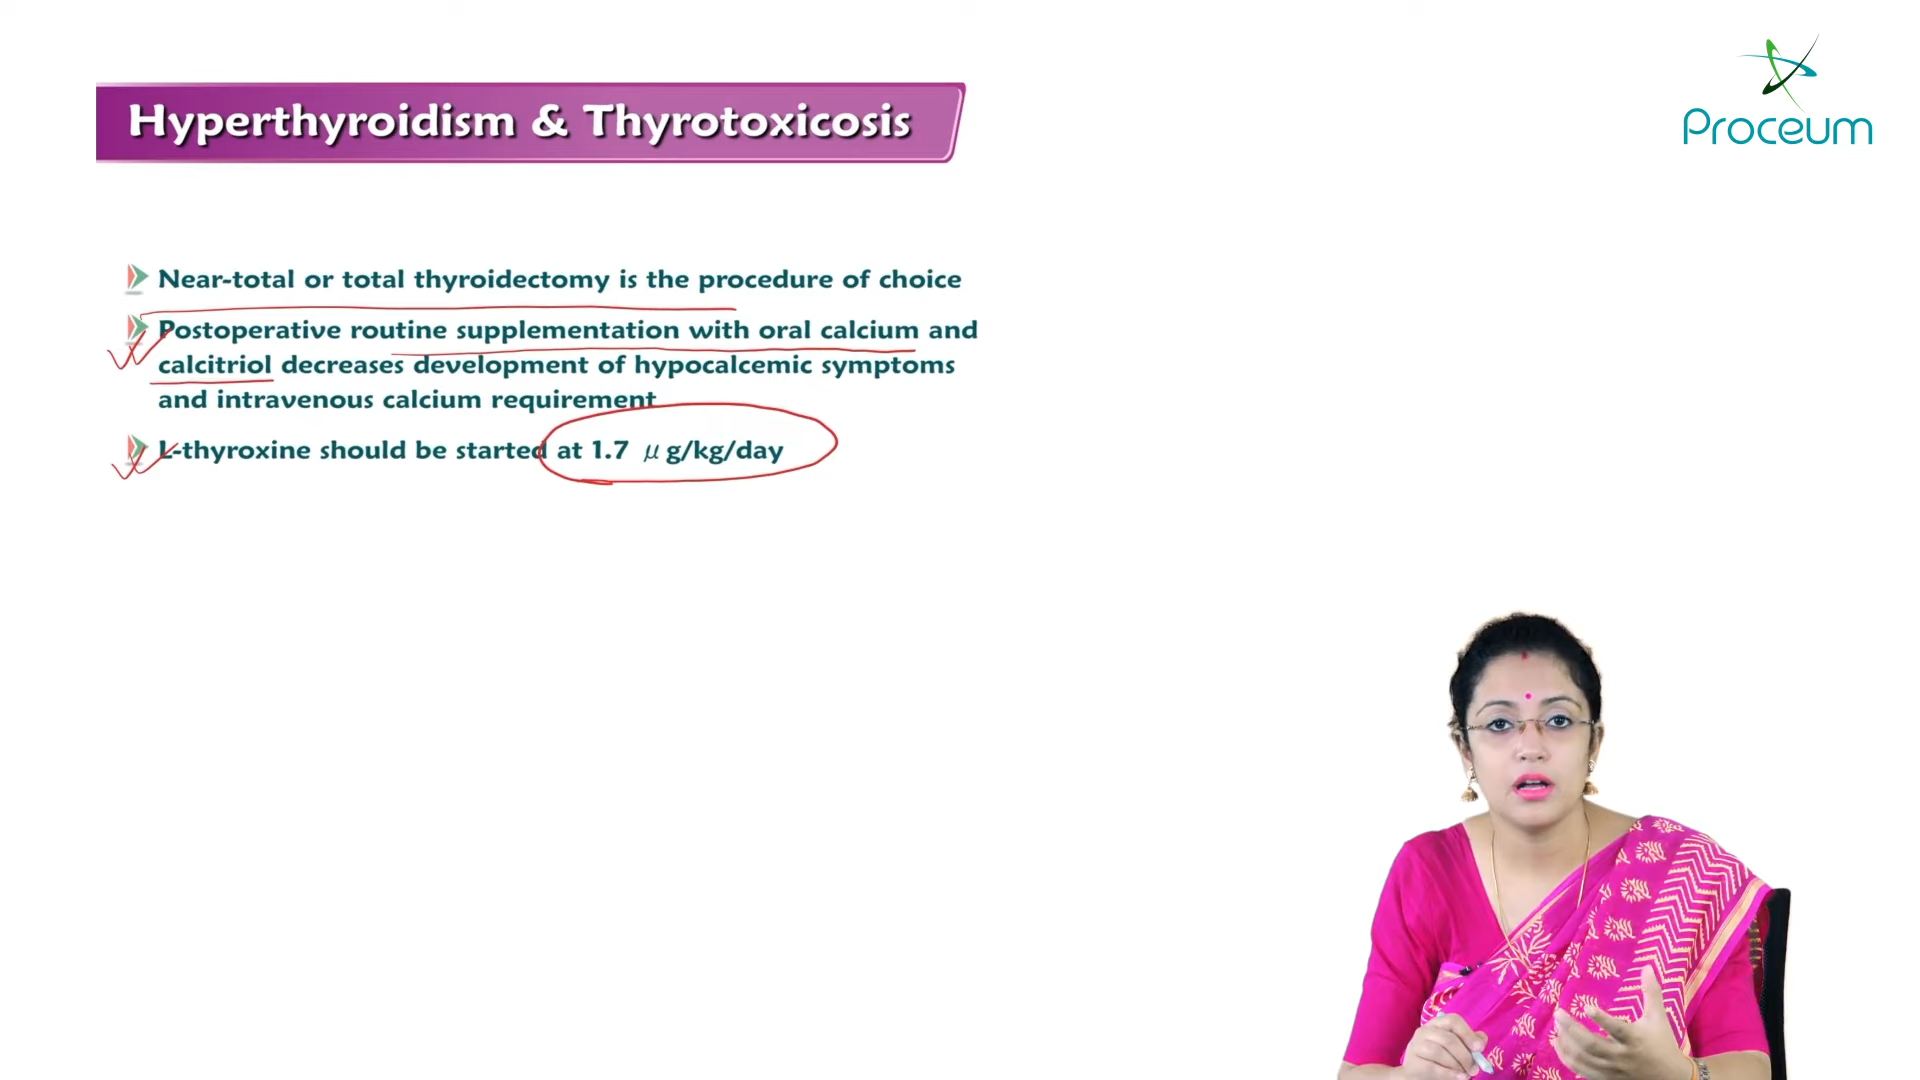 Hyperthyroidism & Thyrotoxicosis
Proceum
Near-total or total thyroidectomy is the procedure of choice
Postoperative routine supplementation with oral calcium and
calcitriol decreases development of hypocalcemic symptoms
and intravenous calcium requirement
L-thyroxine should be started at 1.7 μg/kg/day